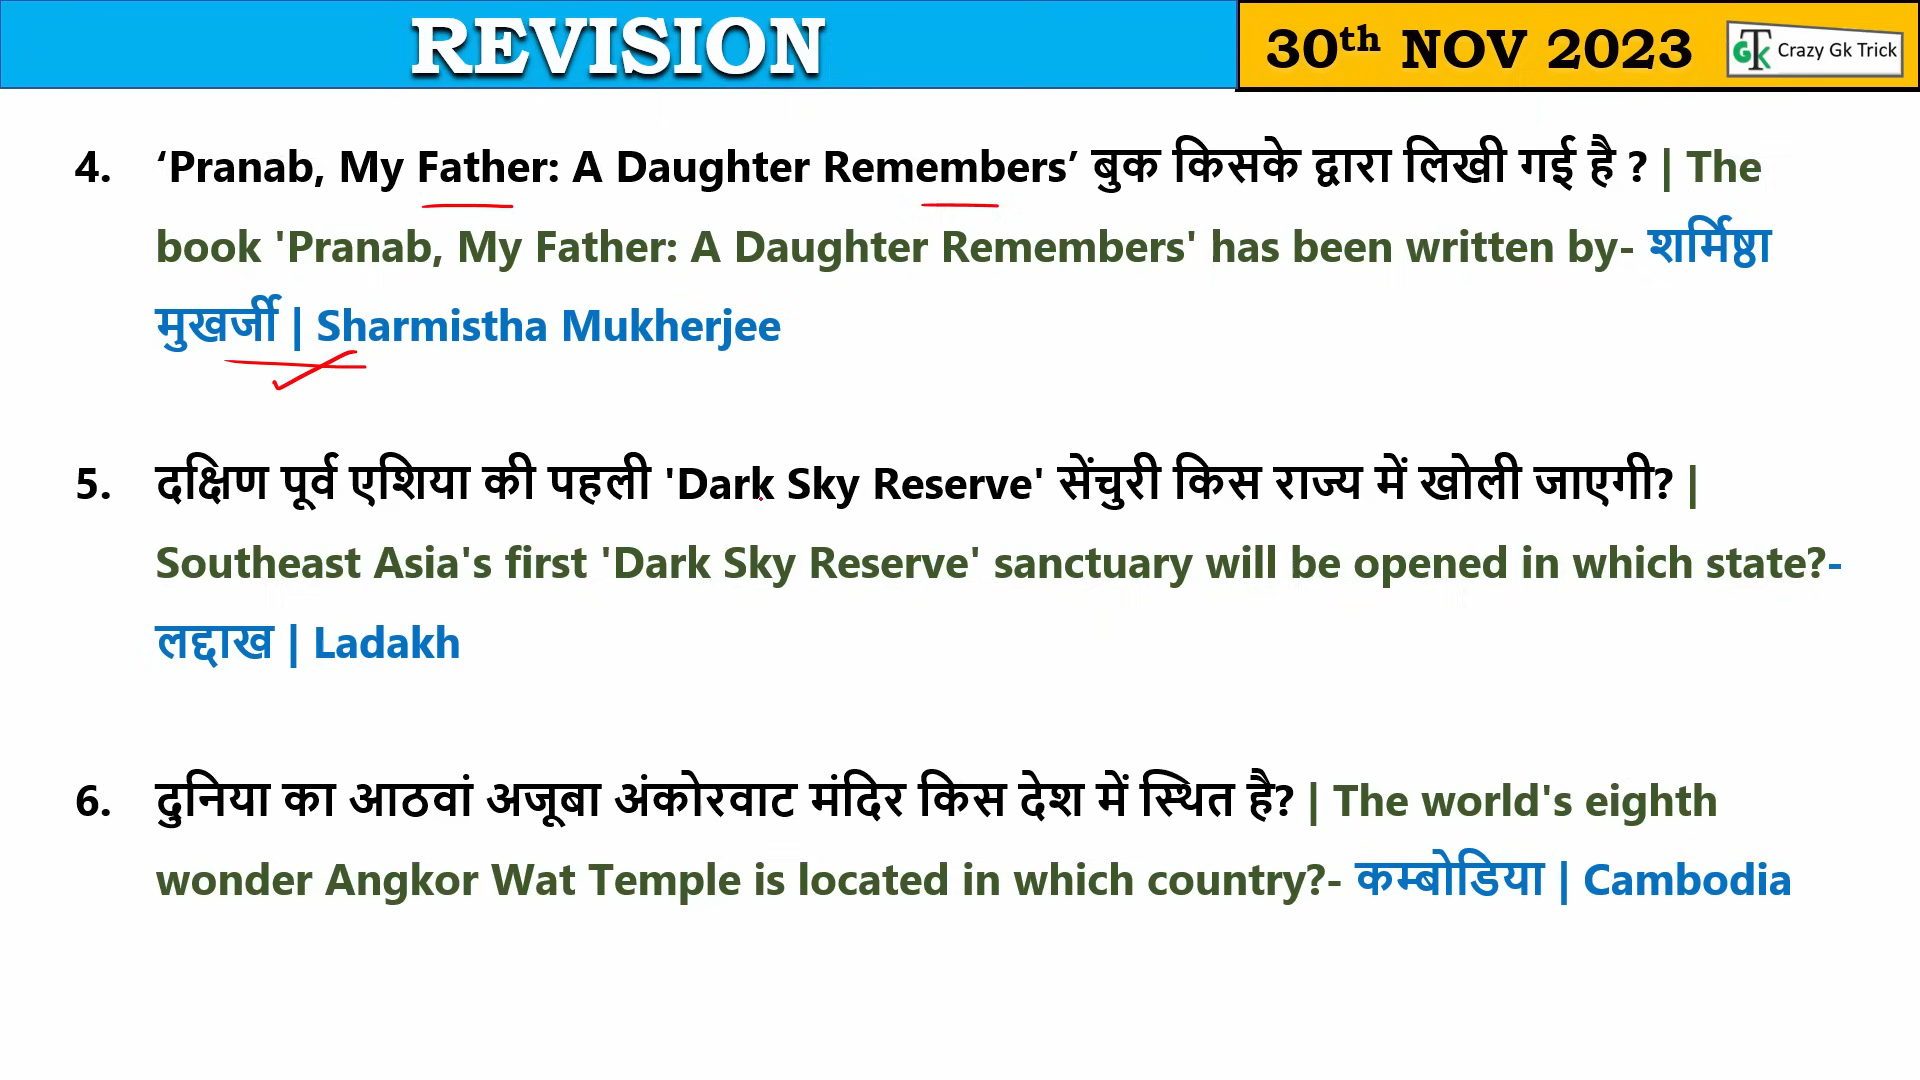 REVISION
30th NOV 2023
GTK Crazy Gk Trick
4. ‘Pranab, My Father: A Daughter Remembers’ बुक किसके द्वारा लिखी गई है ? | The
book 'Pranab, My Father: A Daughter Remembers' has been written by- शर्मिष्ठा
मुखर्जी | Sharmistha Mukherjee
5. दक्षिण पूर्व एशिया की पहली 'Dark Sky Reserve' सेंचुरी किस राज्य में खोली जाएगी? |
Southeast Asia's first 'Dark Sky Reserve' sanctuary will be opened in which state?-
लद्दाख | Ladakh
6. दुनिया का आठवां अजूबा अंकोरवाट मंदिर किस देश में स्थित है? | The world's eighth
wonder Angkor Wat Temple is located in which country?- कम्बोडिया | Cambodia